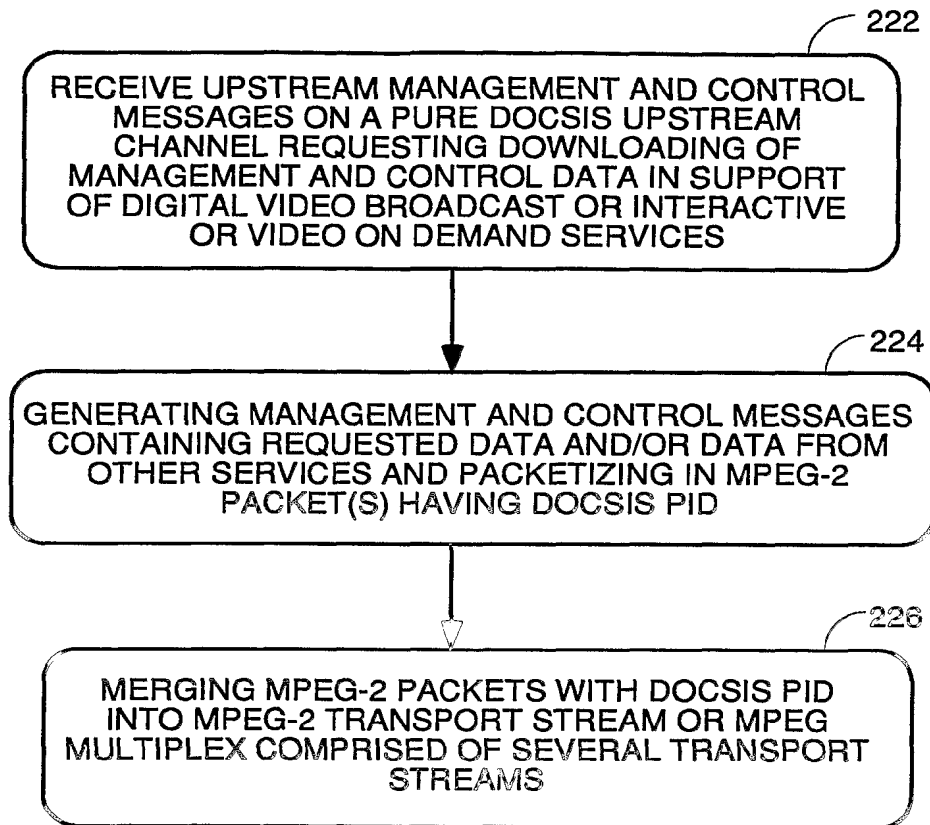 222
RECEIVE UPSTREAM MANAGEMENT AND CONTROL
MESSAGES ON A PURE DOCSIS UPSTREAM
CHANNEL REQUESTING DOWNLOADING OF
MANAGEMENT AND CONTROL DATA IN SUPPORT
OF DIGITAL VIDEO BROADCAST OR INTERACTIVE
OR VIDEO ON DEMAND SERVICES
224
GENERATING MANAGEMENT AND CONTROL MESSAGES
CONTAINING REQUESTED DATA AND/OR DATA FROM
OTHER SERVICES AND PACKETIZING IN MPEG-2
PACKET(S) HAVING DOCSIS PID
226
MERGING MPEG-2 PACKETS WITH DOCSIS PID
INTO MPEG-2 TRANSPORT STREAM OR MPEG
MULTIPLEX COMPRISED OF SEVERAL TRANSPORT
STREAMS